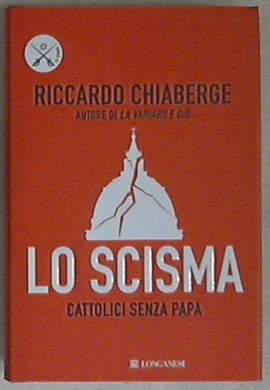 RICCARDO CHIABERGE
AUTORE DI LA VARIABILE DIO
LO SCISMA
CATTOLICI SENZA PAPA
LONGANESI